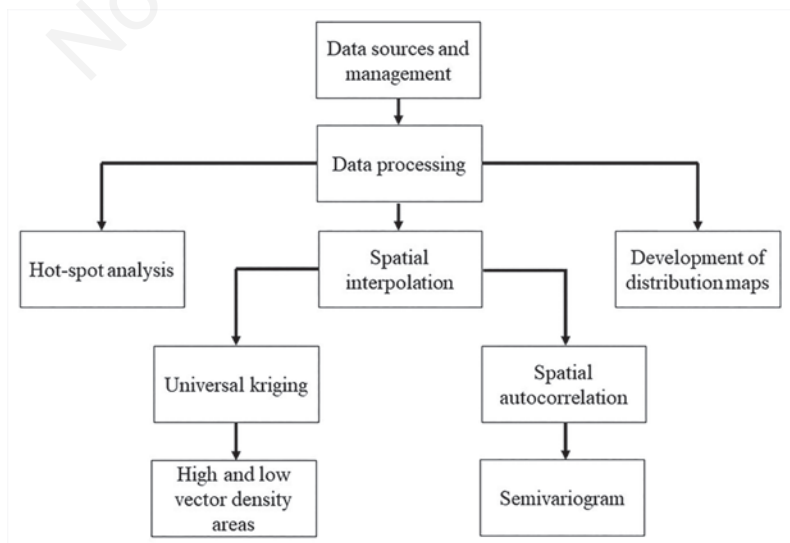 No
Data sources and
management
Data processing
Hot-spot analysis
Spatial
interpolation
Development of
distribution maps
Universal kriging
Spatial
autocorrelation
High and low
vector density
areas
Semivariogram